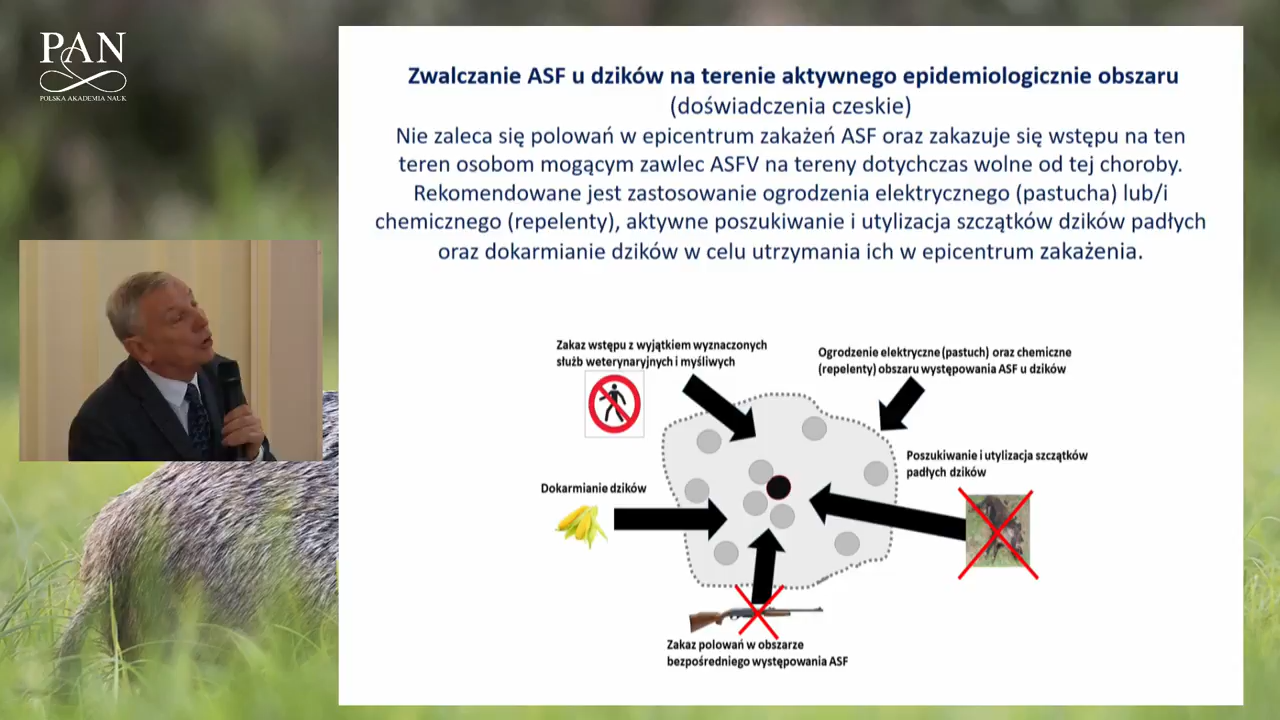 PAN
POLSKA AKADEMIA NAUK
Zwalczanie ASF u dzików na terenie aktywnego epidemiologicznie obszaru
(doświadczenia czeskie)
Nie zaleca się polowań w epicentrum zakażeń ASF oraz zakazuje się wstępu na ten
teren osobom mogącym zawlec ASFV na tereny dotychczas wolne od tej choroby.
Rekomendowane jest zastosowanie ogrodzenia elektrycznego (pastucha) lub/i
chemicznego (repelenty), aktywne poszukiwanie i utylizacja szczątków dzików padłych
oraz dokarmianie dzików w celu utrzymania ich w epicentrum zakażenia.
Zakaz wstępu z wyjątkiem wyznaczonych
służb weterynaryjnych i myśliwych
Ogrodzenie elektryczne (pastuch) oraz chemiczne
(repelenty) obszaru występowania ASF u dzików
Poszukiwanie i utylizacja szczątków
padłych dzików
Dokarmianie dzików
Zakaz polowań w obszarze
bezpośredniego występowania ASF